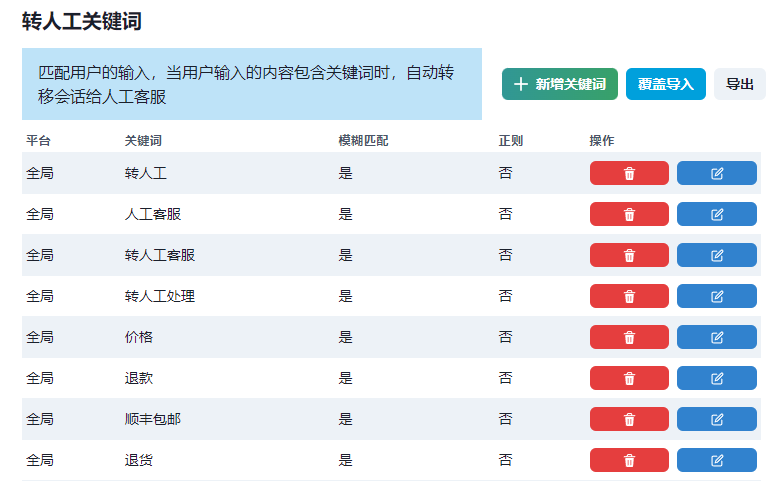 转人工关键词
匹配用户的输入，当用户输入的内容包含关键词时，自动转
移会话给人工客服
新增关键词 覆盖导入 导出
平台 关键词 模糊匹配 正则 操作
全局 转人工 是 否
全局 人工客服 是 否
全局 转人工客服 是 否
全局 转人工处理 是 否
全局 价格 是 否
全局 退款 是 否
全局 顺丰包邮 是 否
全局 退货 是 否